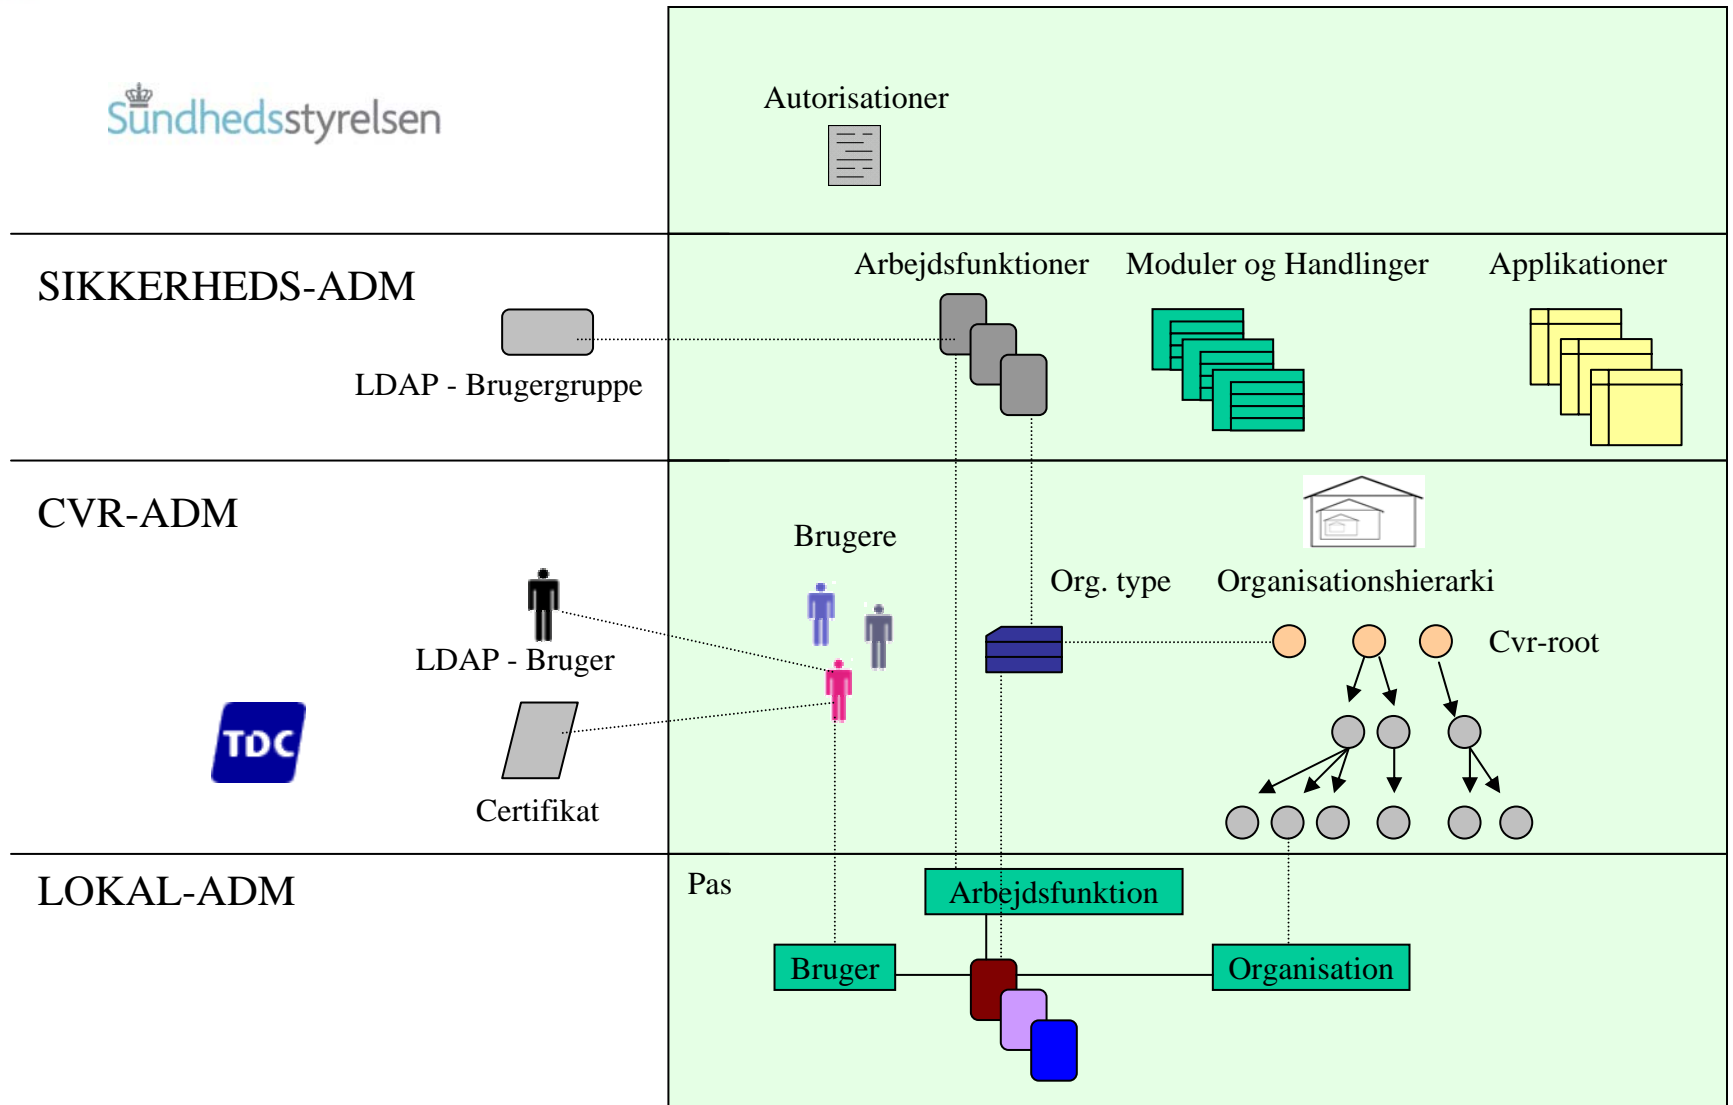 Sundhedsstyrelsen
Autorisationer
SIKKERHEDS-ADM
Arbejdsfunktioner
Moduler og Handlinger
Applikationer
LDAP - Brugergruppe
CVR-ADM
Brugere
Org. type
Organisationshierarki
LDAP - Bruger
Cvr-root
TDC
Certifikat
LOKAL-ADM
Pas
Arbejdsfunktion
Bruger
Organisation